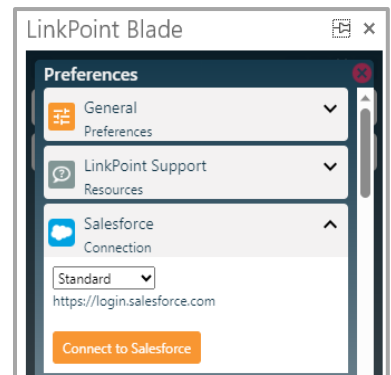 LinkPoint Blade
Preferences
General
Preferences
LinkPoint Support
Resources
Salesforce
Connection
Standard
https://login.salesforce.com
Connect to Salesforce